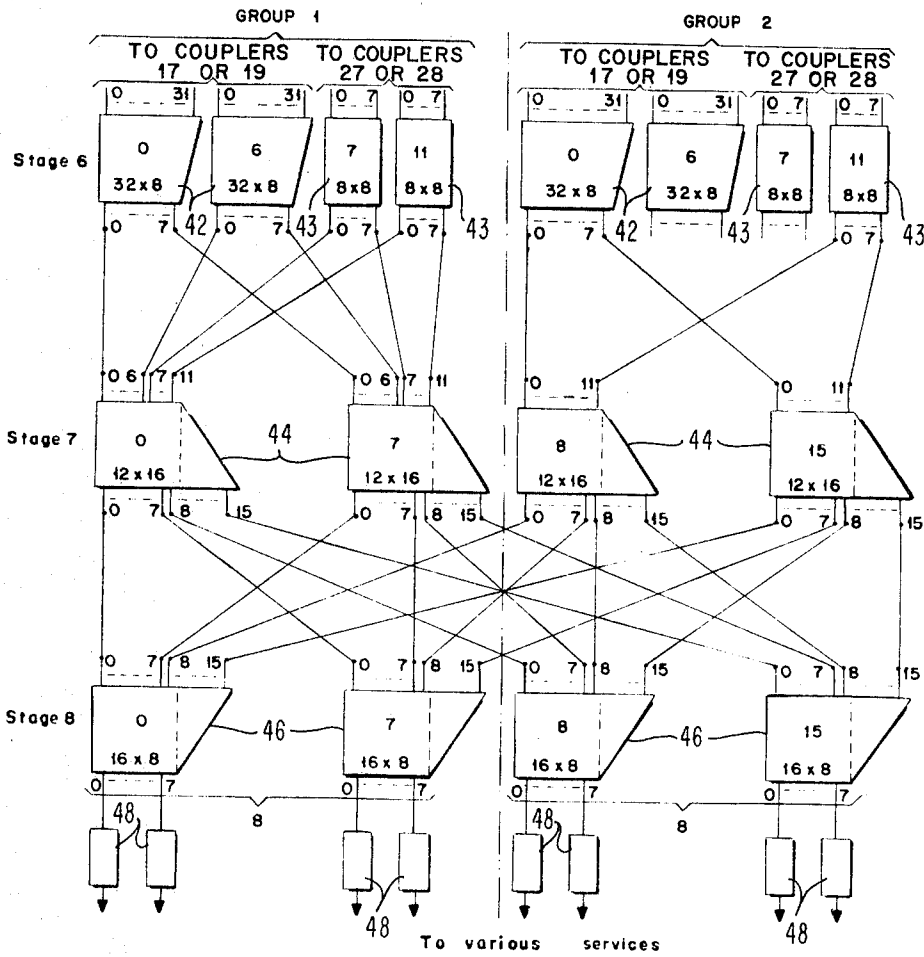 GROUP 1 GROUP 2
TO COUPLERS TO COUPLERS TO COUPLERS TO COUPLERS
17 OR 19 27 OR 28 17 OR 19 27 OR 28
0 31 0 31 0 7 0 7 0 31 0 31 0 7 0 7
Stage 6 0 6 7 11 0 6 7 11
32 x 8 32 x 8 8x8 8x8 32 x 8 32 x 8 8x8 8x8
42 43 43 42 43 43
0 7 0 7 0 7 0 7 0 7 0 7
0 6 7 11 0 6 7 11 0 11 0 11
Stage 7 0 44 7 8 44 15
12 x 16 12 x 16 12 x 16 12 x 16
0 7 8 15 0 7 8 15 0 7 8 15 0 7 8 15
0 7 8 15 0 7 8 15 0 7 8 15 0 7 8 15
Stage 8 0 46 7 8 46 15
16 x 8 16 x 8 16 x 8 16 x 8
0 7 0 7 0 7 0 7
8 8
48 48
48 48
To various services